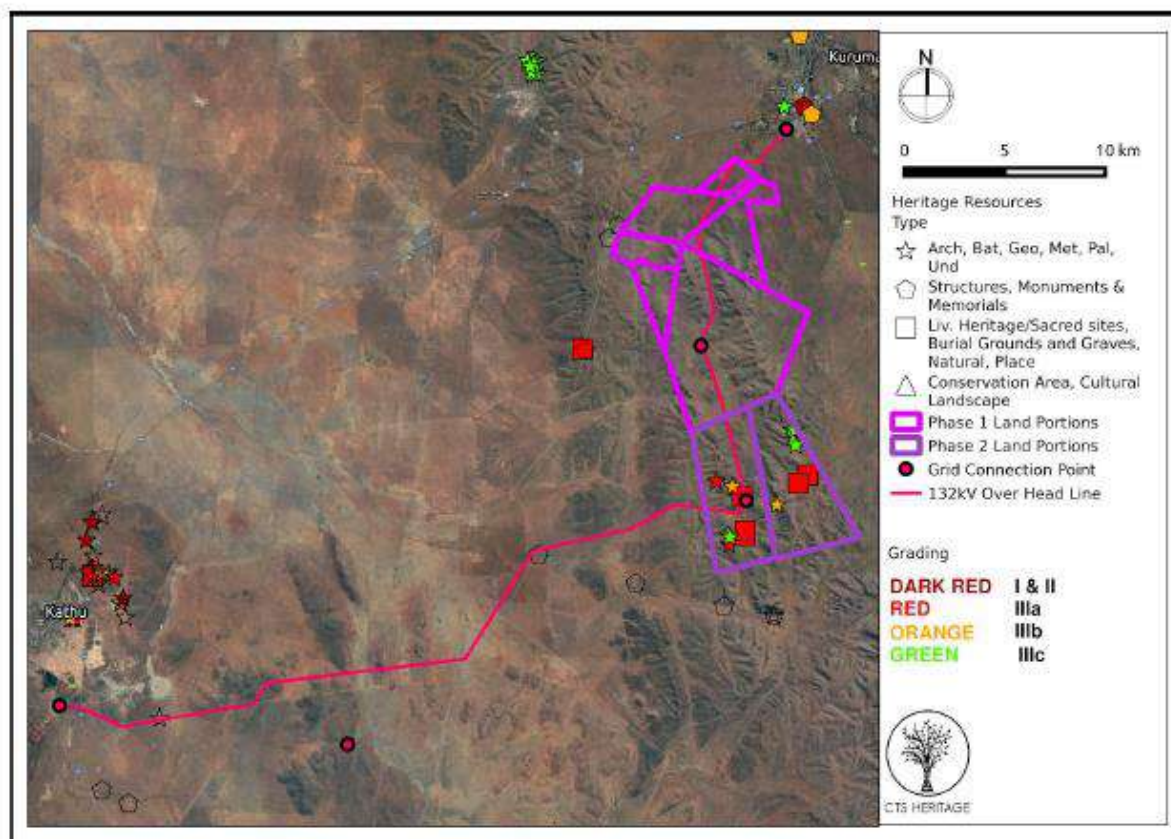 Kuruma
Kathu
N
0 5 10 km
Heritage Resources
Type
Arch, Bat, Geo, Met, Pal,
Und
Structures, Monuments &
Memorials
Liv. Heritage/Sacred sites,
Burial Grounds and Graves,
Natural, Place
Conservation Area, Cultural
Landscape
Phase 1 Land Portions
Phase 2 Land Portions
Grid Connection Point
132kV Over Head Line
Grading
DARK RED I & II
RED IIIa
ORANGE IIIb
GREEN IIIc
CTS HERITAGE